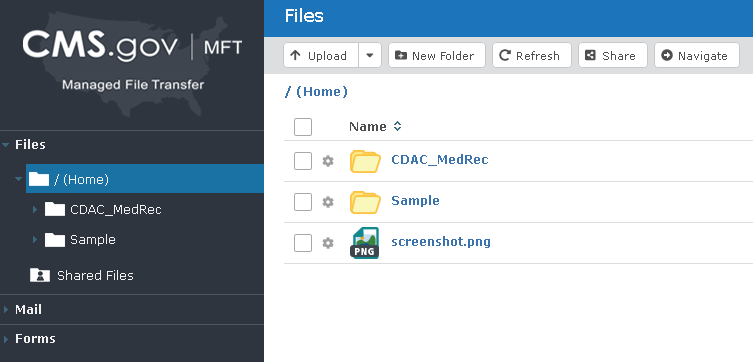 CMS.gov | MFT
Managed File Transfer
Files
/ (Home)
CDAC_MedRec
Sample
Shared Files
Mail
Forms
Files
Upload New Folder Refresh Share Navigate
/ (Home)
Name
CDAC_MedRec
Sample
PNG screenshot.png